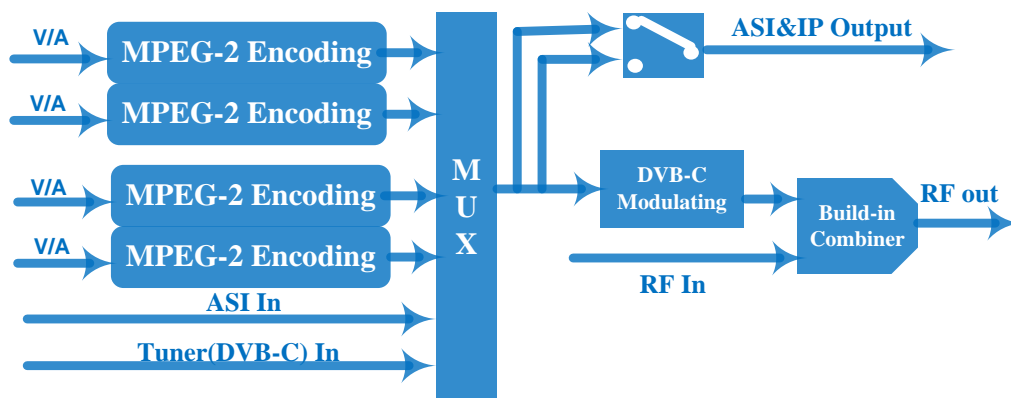 V/A
MPEG-2 Encoding
V/A
MPEG-2 Encoding
V/A
MPEG-2 Encoding
V/A
MPEG-2 Encoding
ASI In
Tuner(DVB-C) In
M
U
X
ASI&IP Output
DVB-C
Modulating
RF In
Build-in
Combiner
RF out